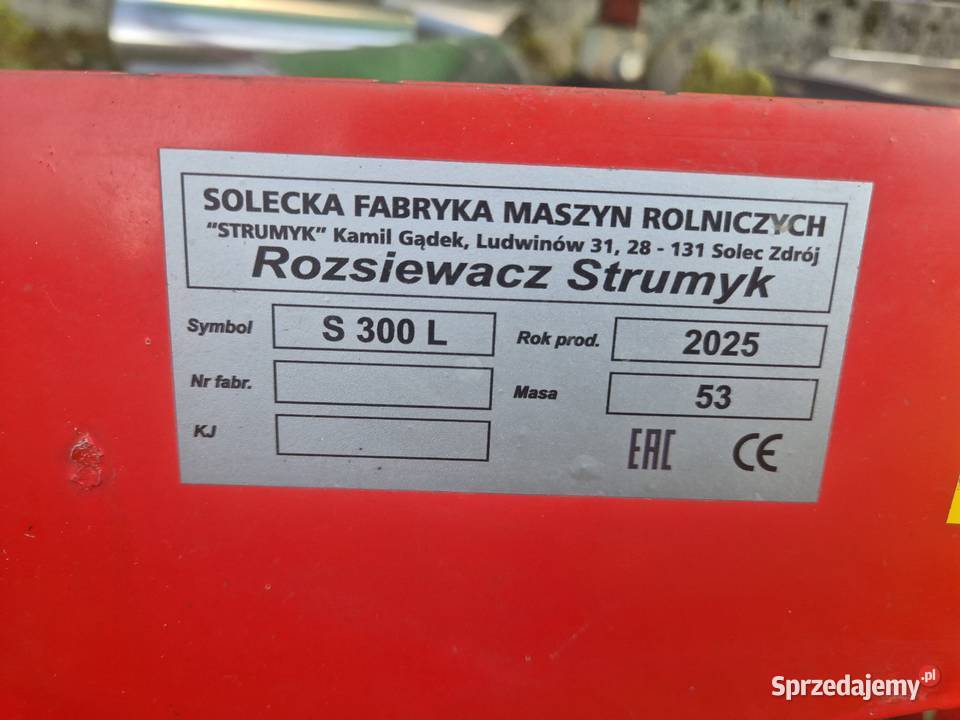 SOLECKA FABRYKA MASZYN ROLNICZYCH
"STRUMYK" Kamil Gądek, Ludwinów 31, 28 - 131 Solec Zdrój
Rozsiewacz Strumyk
Symbol S 300 L Rok prod. 2025
Nr fabr. Masa 53
KJ EAC CE
Sprzedajemy.pl